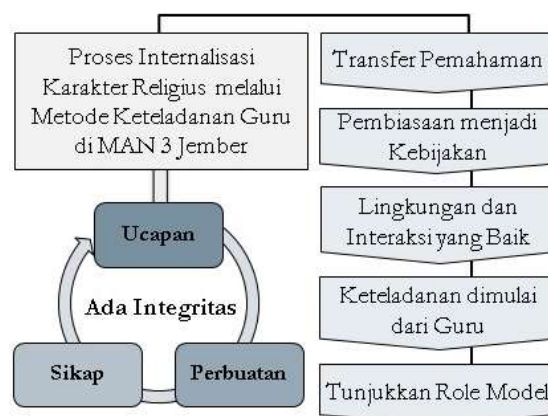 Proses Internalisasi
Karakter Religius melalui
Metode Keteladanan Guru
di MAN 3 Jember
Ucapan
Ada Integritas
Sikap
Perbuatan
Transfer Pemahaman
Pembiasaan menjadi
Kebijakan
Lingkungan dan
Interaksi yang Baik
Keteladanan dimulai
dari Guru
Tunjukkan Role Model